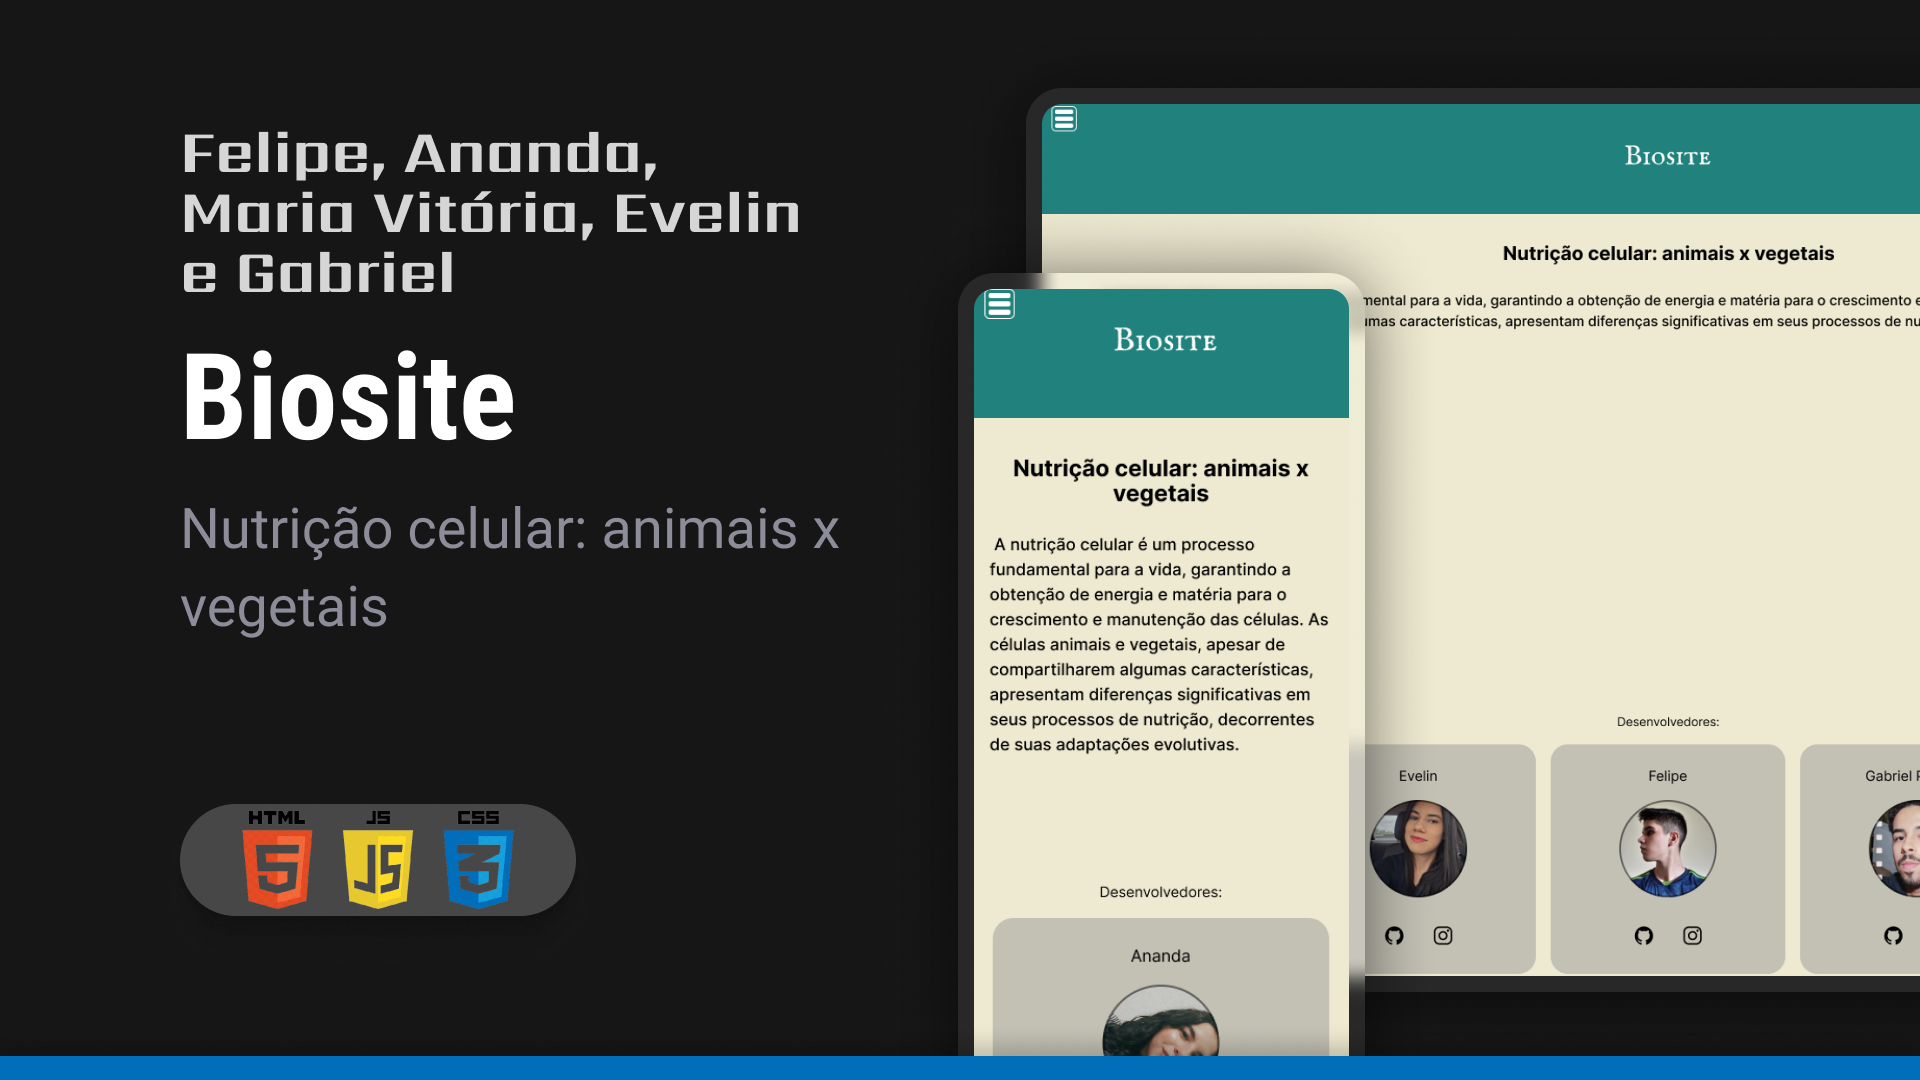 Felipe, Ananda,
Maria Vitória, Evelin
e Gabriel
Biosite
Nutrição celular: animais x
vegetais
HTML
5
JS
JS
CSS
3
Biosite
Nutrição celular: animais x
vegetais
A nutrição celular é um processo
fundamental para a vida, garantindo a
obtenção de energia e matéria para o
crescimento e manutenção das células. As
células animais e vegetais, apesar de
compartilharem algumas características,
apresentam diferenças significativas em
seus processos de nutrição, decorrentes
de suas adaptações evolutivas.
Desenvolvedores:
Ananda
Biosite
Nutrição celular: animais x vegetais
para a vida, garantindo a obtenção de energia e matéria para o crescimento
características, apresentam diferenças significativas em seus processos de
Desenvolvedores:
Evelin
Felipe
Gabriel